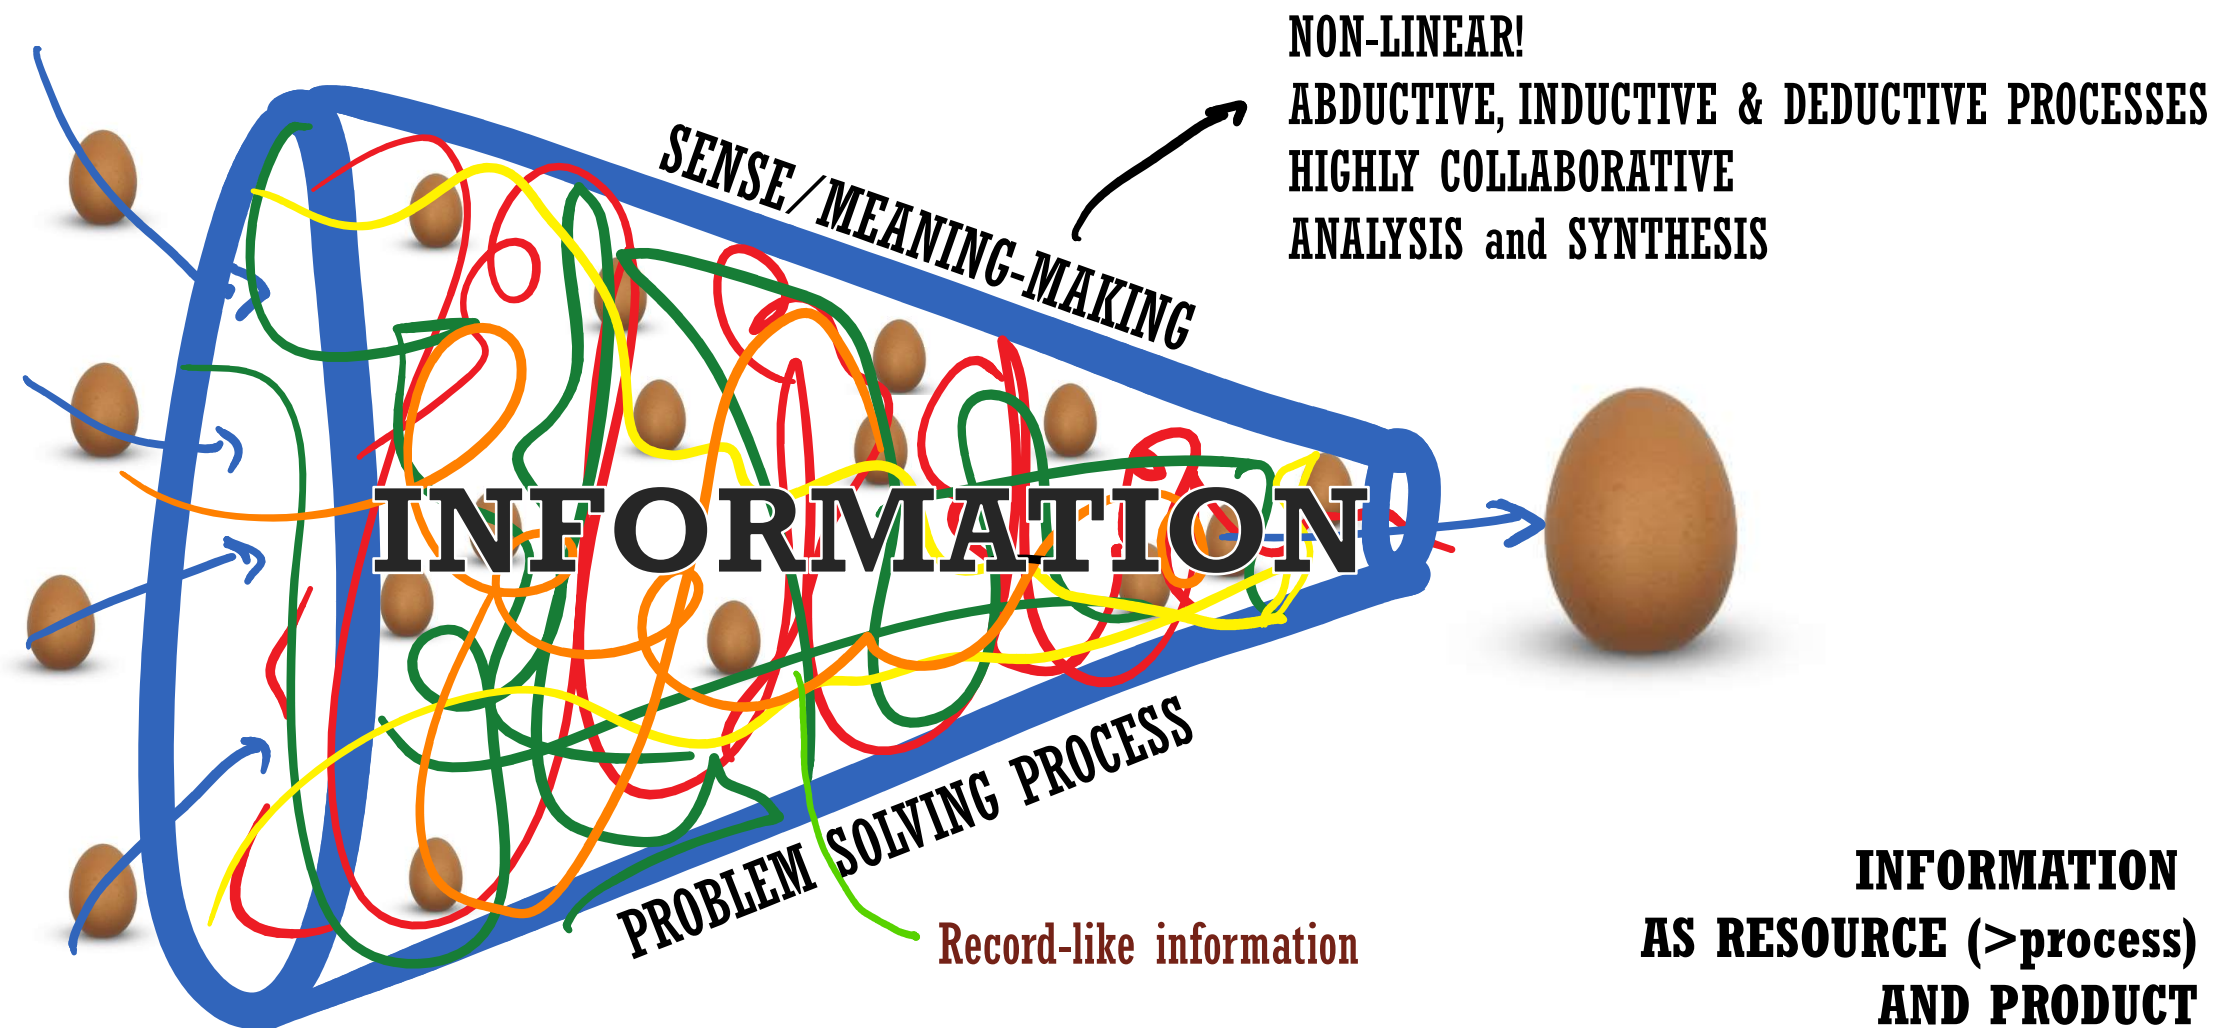 NON-LINEAR!
ABDUCTIVE, INDUCTIVE & DEDUCTIVE PROCESSES
HIGHLY COLLABORATIVE
ANALYSIS and SYNTHESIS
SENSE/MEANING-MAKING
INFORMATION
PROBLEM SOLVING PROCESS
Record-like information
INFORMATION
AS RESOURCE (>process)
AND PRODUCT